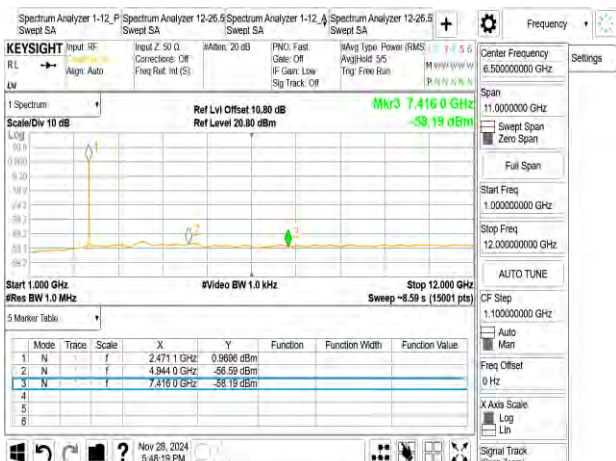 Spectrum Analyzer 1-12_P
Swept SA
Spectrum Analyzer 12-26.5
Swept SA
Spectrum Analyzer 1-12_A
Swept SA
Spectrum Analyzer 12-26.5
Swept SA
+
Frequency
KEYSIGHT
RL
Input: RF
Align: Auto
Input Z: 50 Ω
Corrections: Off
Freq Ref: Int (S)
#Atten: 20 dB
PNO: Fast
Gate: Off
IF Gain: Low
Sig Track: Off
#Avg Type: Power (RMS)
Avg|Hold: 5/5
Trig: Free Run
M W W W W W
P N N N N N
Center Frequency
6.500000000 GHz
Settings
Span
11.0000000 GHz
Swept Span
Zero Span
Full Span
Start Freq
1.000000000 GHz
Stop Freq
12.000000000 GHz
AUTO TUNE
CF Step
1.100000000 GHz
Auto
Man
Freq Offset
0 Hz
X Axis Scale
Log
Lin
Signal Track
1 Spectrum
Scale/Div 10 dB
Ref Lvl Offset 10.80 dB
Ref Level 20.80 dBm
Mkr3 7.416 0 GHz
-58.19 dBm
Log
1
2
3
Start 1.000 GHz
#Video BW 1.0 kHz
Stop 12.000 GHz
#Res BW 1.0 MHz
Sweep ~8.59 s (15001 pts)
5 Marker Table
Mode Trace Scale X Y Function Function Width Function Value
1 N f 2.471 1 GHz 0.9696 dBm
2 N f 4.944 0 GHz -56.59 dBm
3 N f 7.416 0 GHz -58.19 dBm
4
5
6
Nov 28, 2024
5:48:19 PM